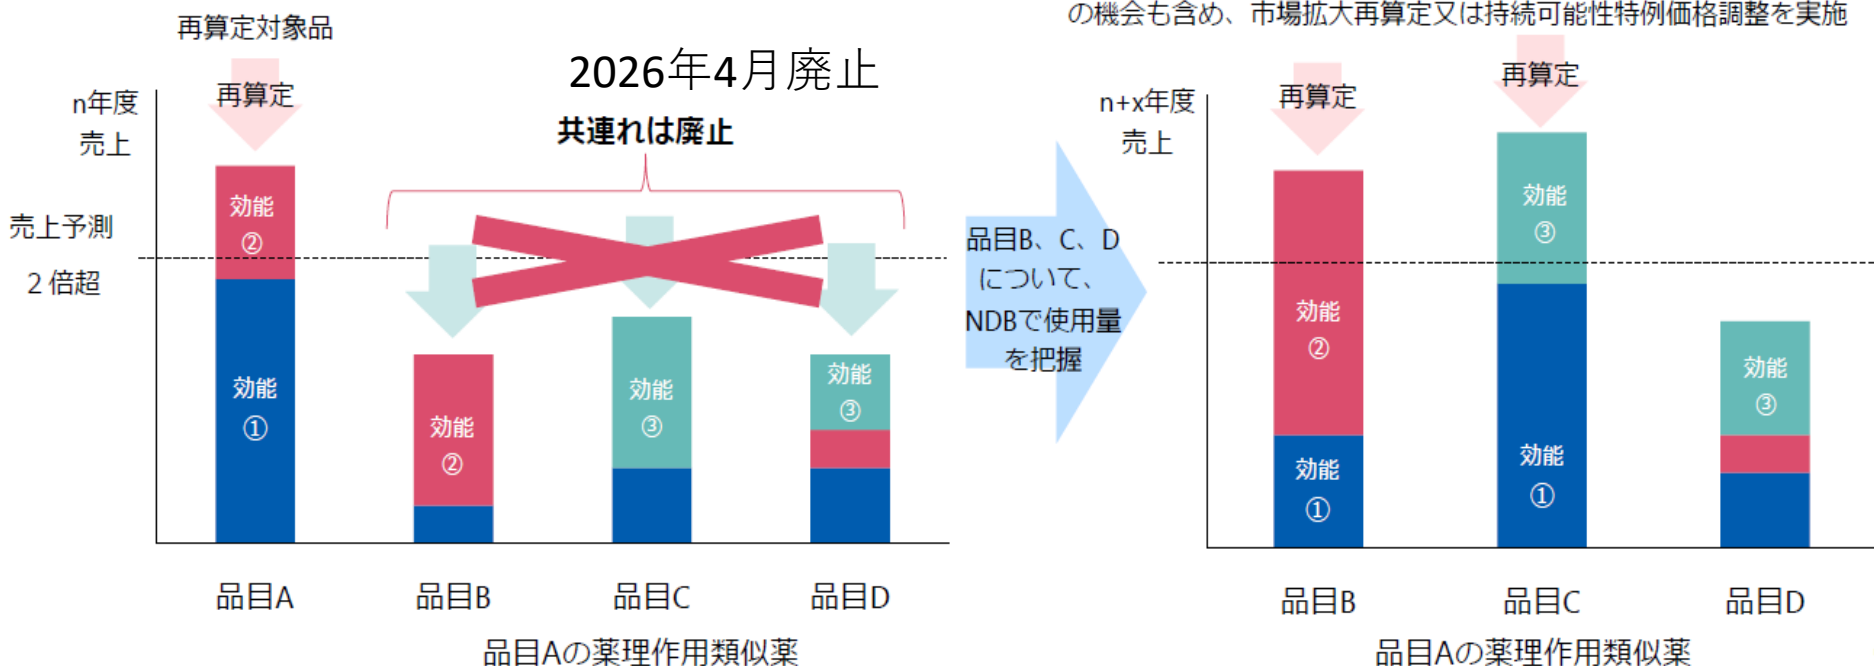 再算定対象品
の機会も含め、市場拡大再算定又は持続可能性特例価格調整を実施
2026年4月廃止
共連れは廃止
n年度
売上
再算定
売上予測
2倍超
効能
②
効能
①
効能
②
効能
③
効能
③
品目A
品目B
品目C
品目D
品目Aの薬理作用類似薬
品目B、C、D
について、
NDBで使用量
を把握
n+x年度
売上
再算定
再算定
効能
②
効能
①
効能
③
効能
①
効能
③
品目B
品目C
品目D
品目Aの薬理作用類似薬